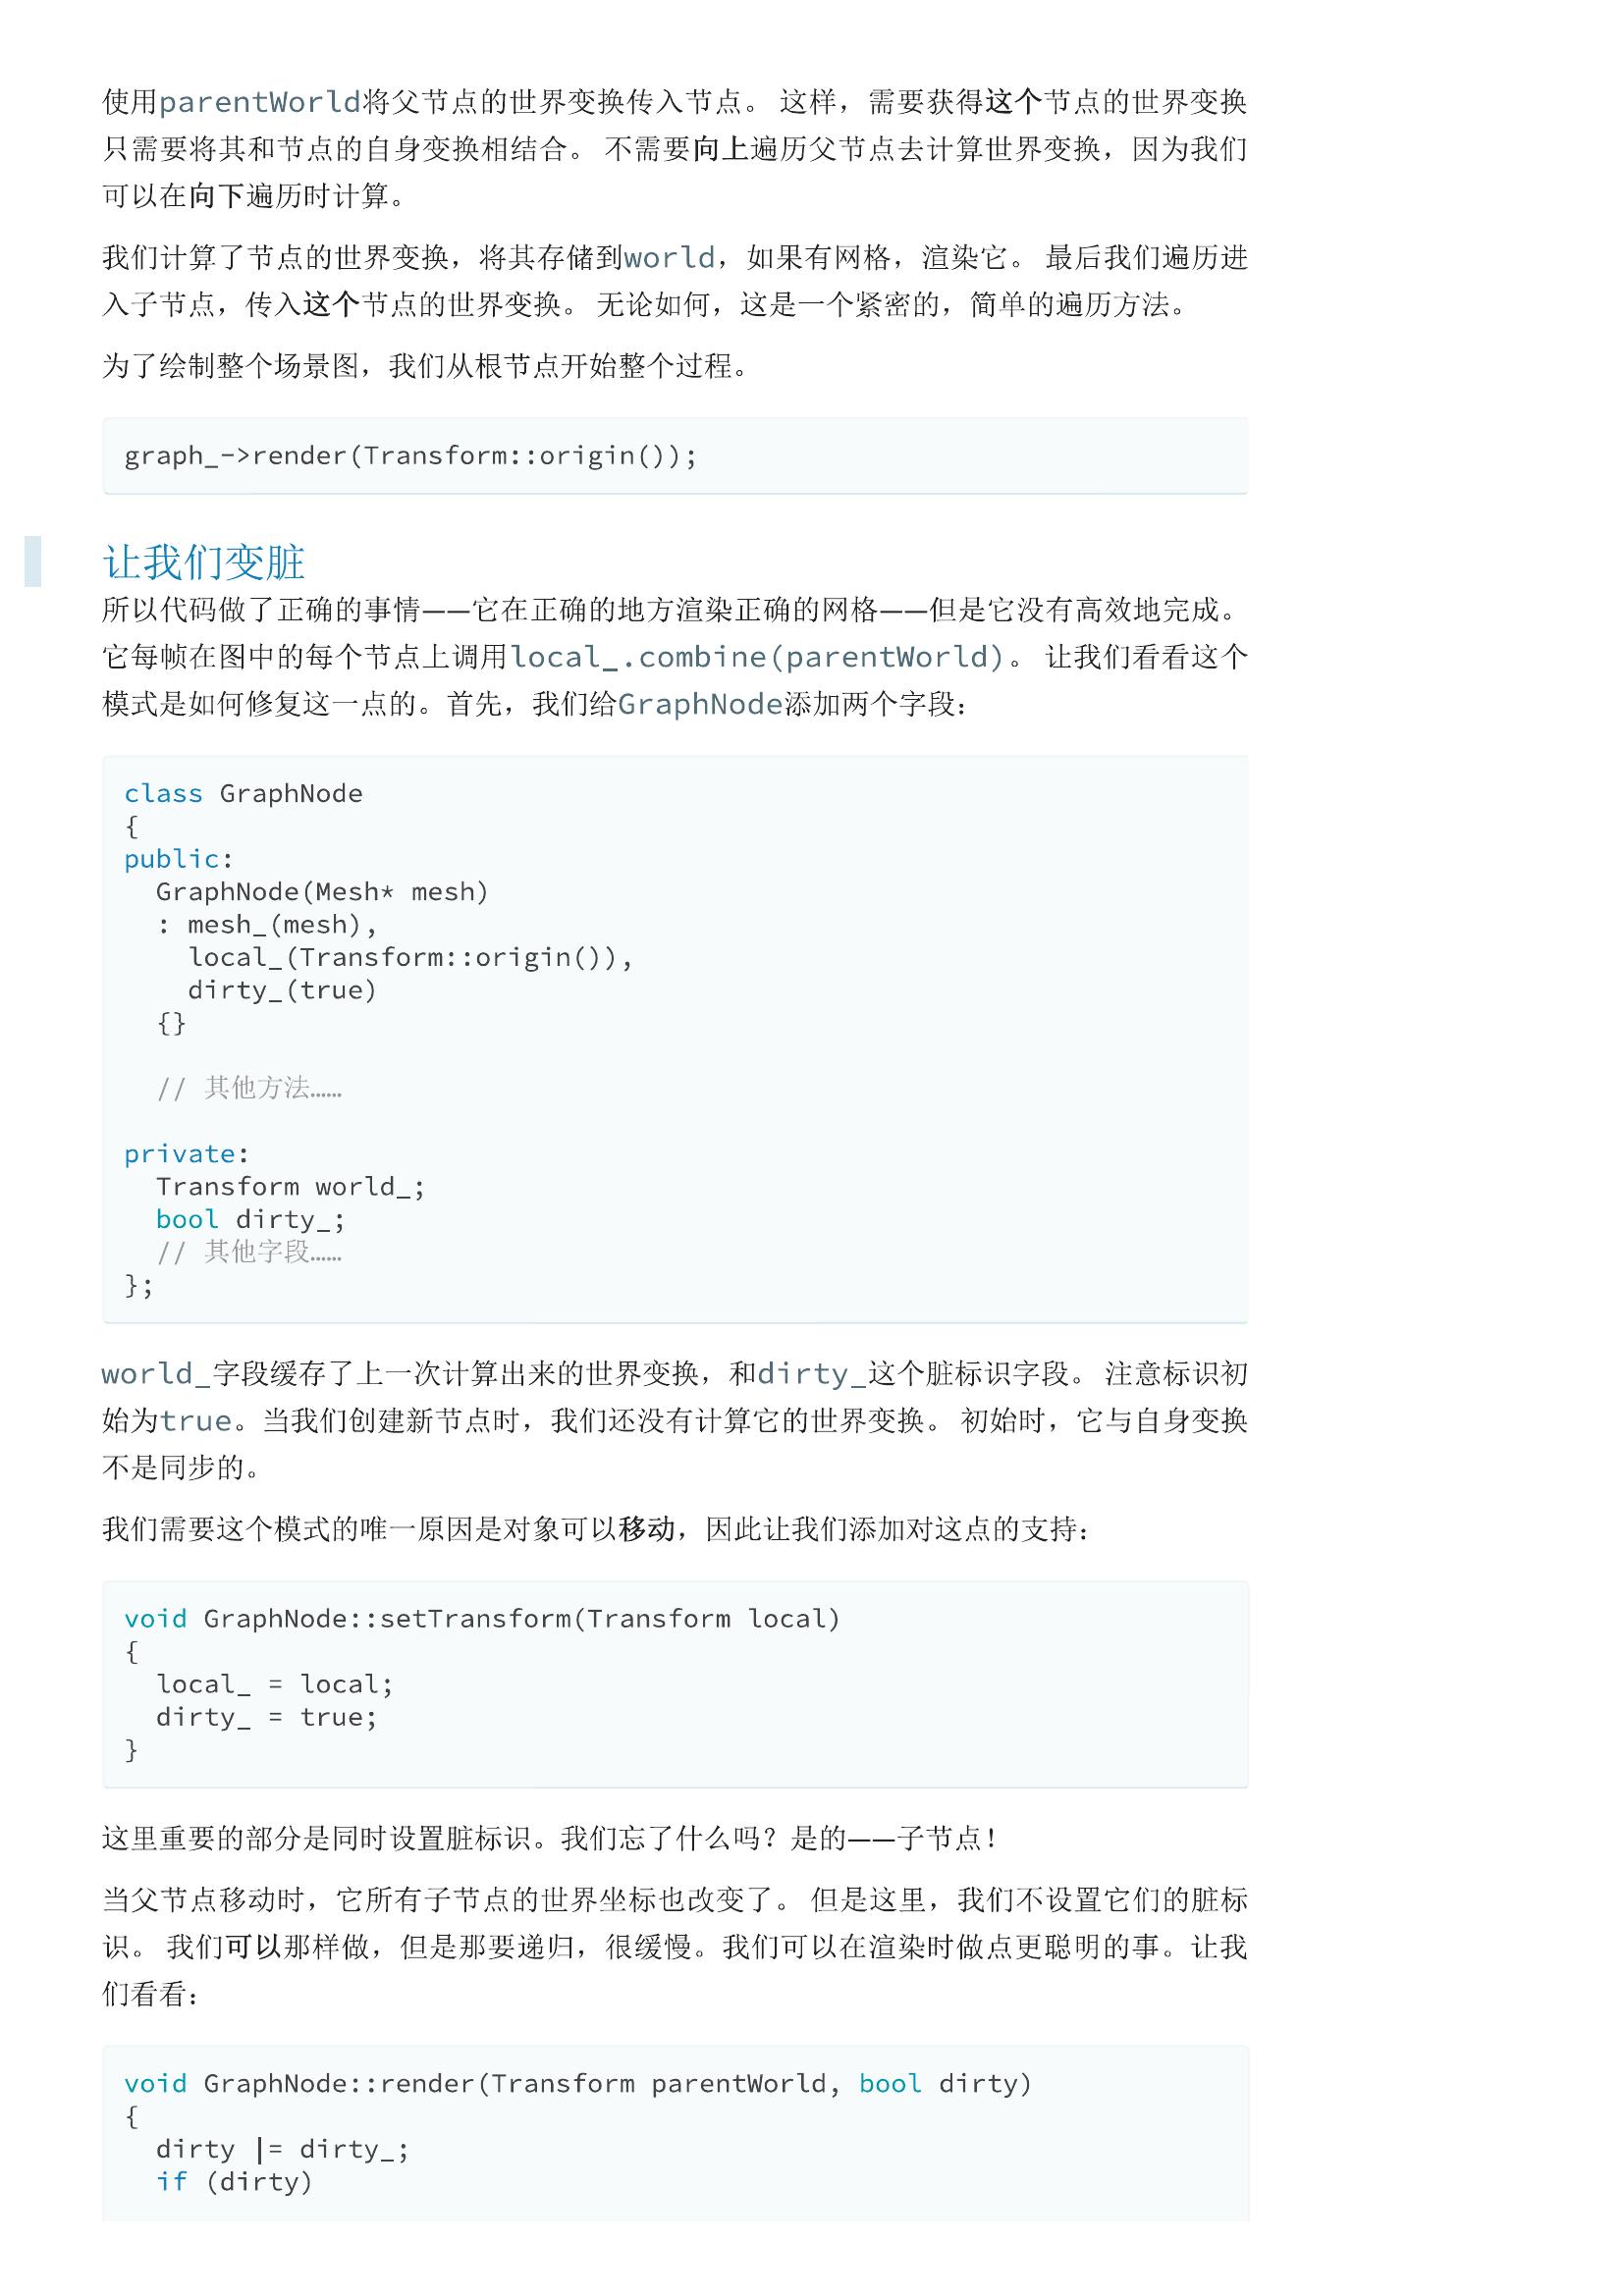 使用parentWorld将父节点的世界变换传入节点。 这样，需要获得这个节点的世界变换
只需要将其和节点的自身变换相结合。 不需要向上遍历父节点去计算世界变换，因为我们
可以在向下遍历时计算。
我们计算了节点的世界变换，将其存储到world，如果有网格，渲染它。 最后我们遍历进
入子节点，传入这个节点的世界变换。 无论如何，这是一个紧密的，简单的遍历方法。
为了绘制整个场景图，我们从根节点开始整个过程。
graph_->render(Transform::origin());
让我们变脏
所以代码做了正确的事情——它在正确的地方渲染正确的网格——但是它没有高效地完成。
它每帧在图中的每个节点上调用local_.combine(parentWorld)。 让我们看看这个
模式是如何修复这一点的。首先，我们给GraphNode添加两个字段：
class GraphNode
{
public:
  GraphNode(Mesh* mesh)
  : mesh_(mesh),
    local_(Transform::origin()),
    dirty_(true)
  {}
  // 其他方法……
private:
  Transform world_;
  bool dirty_;
  // 其他字段……
};
world_字段缓存了上一次计算出来的世界变换，和dirty_这个脏标识字段。 注意标识初
始为true。当我们创建新节点时，我们还没有计算它的世界变换。 初始时，它与自身变换
不是同步的。
我们需要这个模式的唯一原因是对象可以移动，因此让我们添加对这点的支持：
void GraphNode::setTransform(Transform local)
{
  local_ = local;
  dirty_ = true;
}
这里重要的部分是同时设置脏标识。我们忘了什么吗？是的——子节点！
当父节点移动时，它所有子节点的世界坐标也改变了。 但是这里，我们不设置它们的脏标
识。 我们可以那样做，但是那要递归，很缓慢。我们可以在渲染时做点更聪明的事。让我
们看看：
void GraphNode::render(Transform parentWorld, bool dirty)
{
  dirty |= dirty_;
  if (dirty)